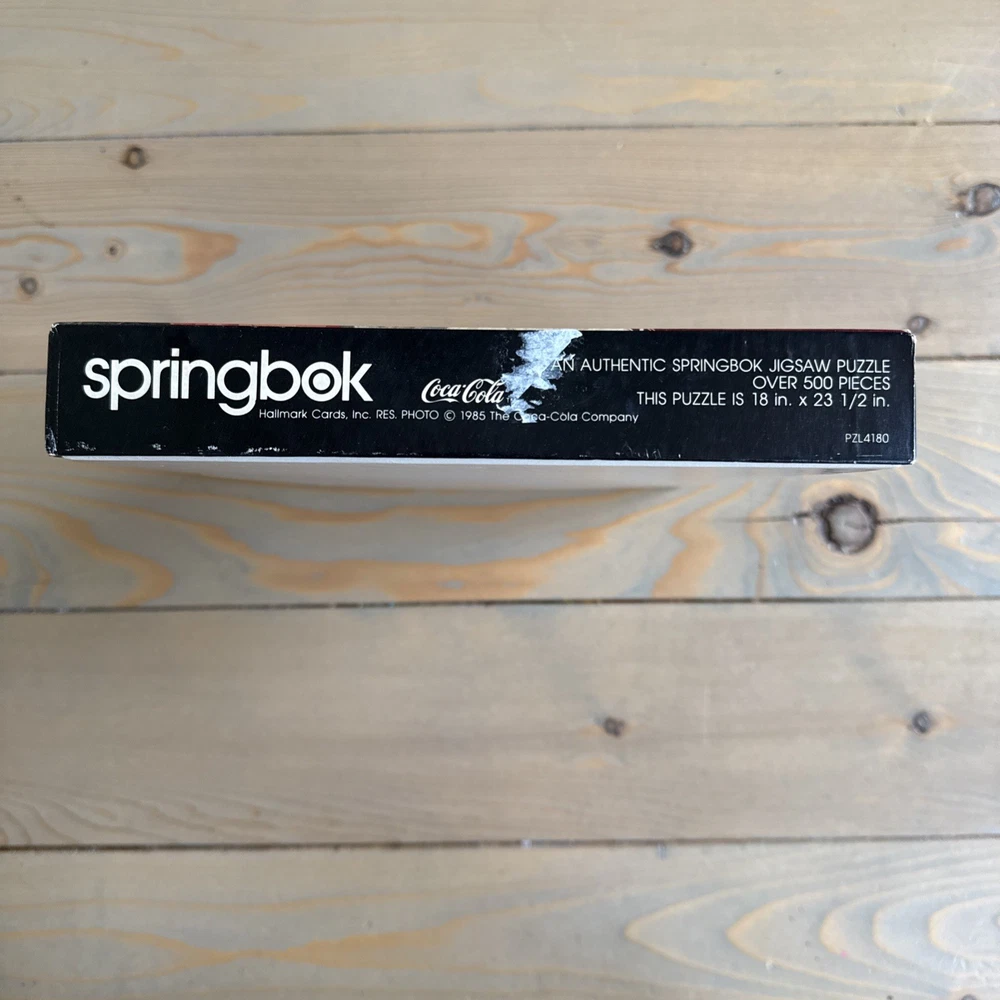 springbok
Coca-Cola
Hallmark Cards, Inc. RES. PHOTO © 1985 The Coca-Cola Company
AN AUTHENTIC SPRINGBOK JIGSAW PUZZLE
OVER 500 PIECES
THIS PUZZLE IS 18 in. x 23 1/2 in.
PZL4180